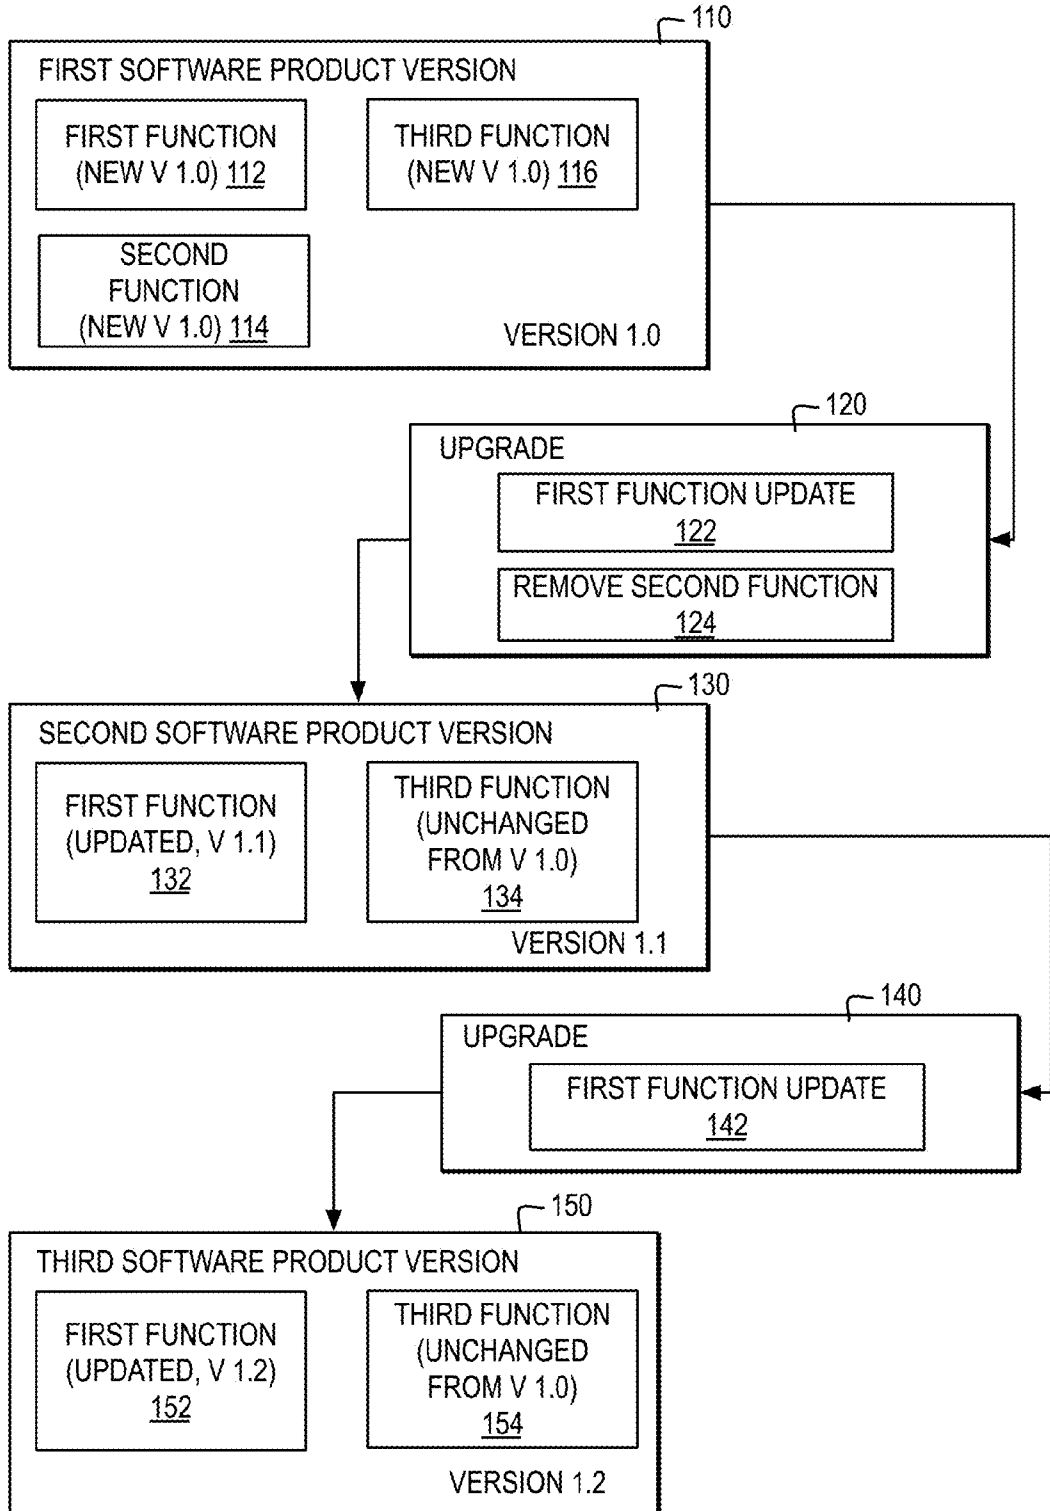 110
FIRST SOFTWARE PRODUCT VERSION
FIRST FUNCTION
(NEW V 1.0) 112
THIRD FUNCTION
(NEW V 1.0) 116
SECOND
FUNCTION
(NEW V 1.0) 114
VERSION 1.0
120
UPGRADE
FIRST FUNCTION UPDATE
122
REMOVE SECOND FUNCTION
124
130
SECOND SOFTWARE PRODUCT VERSION
FIRST FUNCTION
(UPDATED, V 1.1)
132
THIRD FUNCTION
(UNCHANGED
FROM V 1.0)
134
VERSION 1.1
140
UPGRADE
FIRST FUNCTION UPDATE
142
150
THIRD SOFTWARE PRODUCT VERSION
FIRST FUNCTION
(UPDATED, V 1.2)
152
THIRD FUNCTION
(UNCHANGED
FROM V 1.0)
154
VERSION 1.2